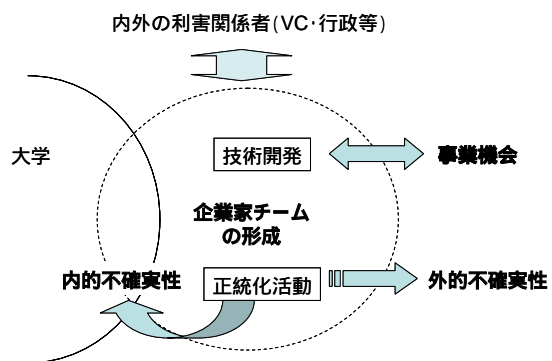 内外の利害関係者(VC・行政等)
大学
技術開発
事業機会
企業家チーム
の形成
内的不確実性
正統化活動
外的不確実性